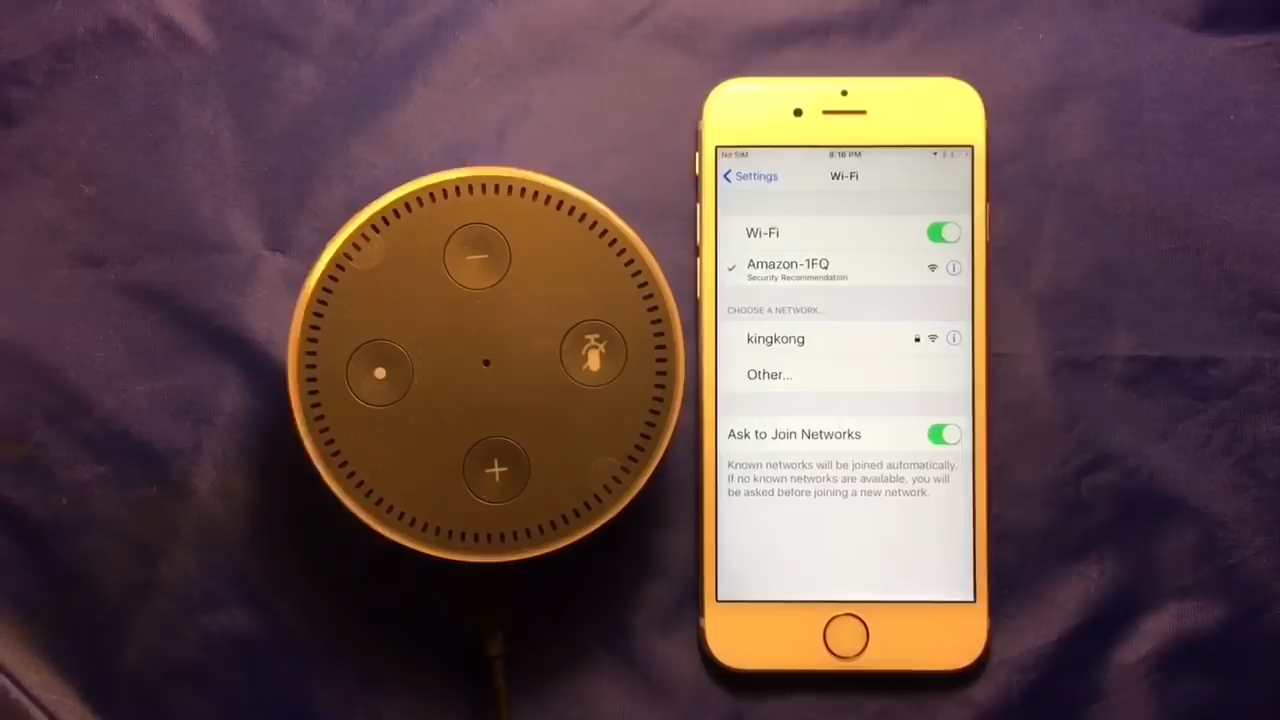 No SIM 8:16 PM
Settings Wi-Fi
Wi-Fi
Amazon-1FQ
Security Recommendation
CHOOSE A NETWORK...
kingkong
Other...
Ask to Join Networks
Known networks will be joined automatically.
If no known networks are available, you will
be asked before joining a new network.